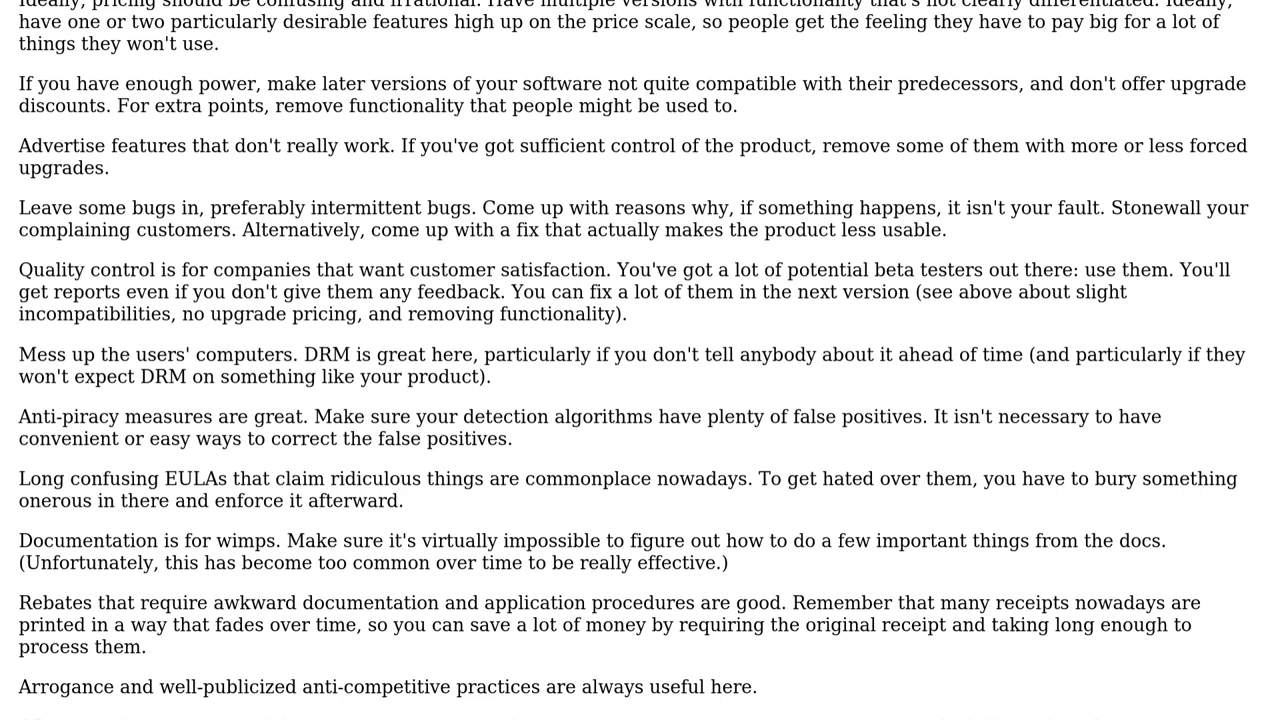 Ideally, pricing should be confusing and irrational. Have multiple versions with functionality that's not clearly differentiated. Ideally,
have one or two particularly desirable features high up on the price scale, so people get the feeling they have to pay big for a lot of
things they won't use.
If you have enough power, make later versions of your software not quite compatible with their predecessors, and don't offer upgrade
discounts. For extra points, remove functionality that people might be used to.
Advertise features that don't really work. If you've got sufficient control of the product, remove some of them with more or less forced
upgrades.
Leave some bugs in, preferably intermittent bugs. Come up with reasons why, if something happens, it isn't your fault. Stonewall your
complaining customers. Alternatively, come up with a fix that actually makes the product less usable.
Quality control is for companies that want customer satisfaction. You've got a lot of potential beta testers out there: use them. You'll
get reports even if you don't give them any feedback. You can fix a lot of them in the next version (see above about slight
incompatibilities, no upgrade pricing, and removing functionality).
Mess up the users' computers. DRM is great here, particularly if you don't tell anybody about it ahead of time (and particularly if they
won't expect DRM on something like your product).
Anti-piracy measures are great. Make sure your detection algorithms have plenty of false positives. It isn't necessary to have
convenient or easy ways to correct the false positives.
Long confusing EULAs that claim ridiculous things are commonplace nowadays. To get hated over them, you have to bury something
onerous in there and enforce it afterward.
Documentation is for wimps. Make sure it's virtually impossible to figure out how to do a few important things from the docs.
(Unfortunately, this has become too common over time to be really effective.)
Rebates that require awkward documentation and application procedures are good. Remember that many receipts nowadays are
printed in a way that fades over time, so you can save a lot of money by requiring the original receipt and taking long enough to
process them.
Arrogance and well-publicized anti-competitive practices are always useful here.